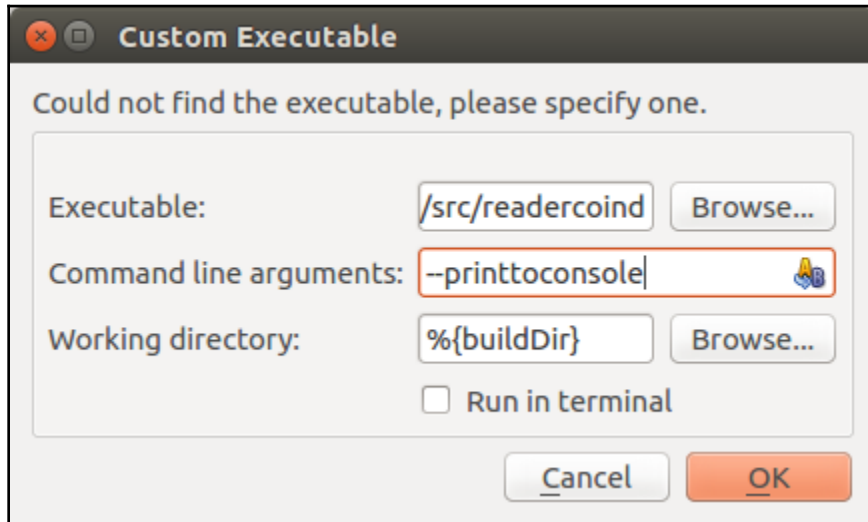 Custom Executable
Could not find the executable, please specify one.
Executable: /src/readercoind Browse...
Command line arguments: --printtoconsole
Working directory: %{buildDir} Browse...
Run in terminal
Cancel OK